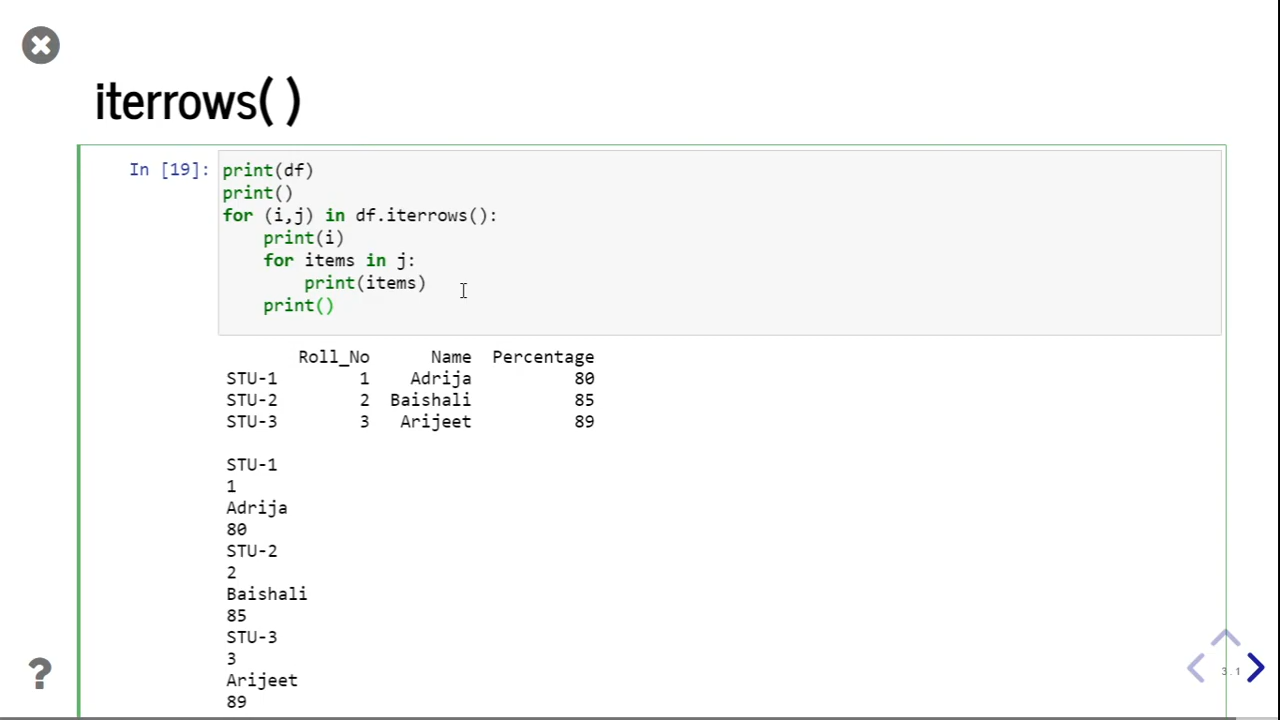 iterrows( )
In [19]:
print(df)
print()
for (i,j) in df.iterrows():
    print(i)
    for items in j:
        print(items)
    print()
Roll_No Name Percentage
STU-1 1 Adrija 80
STU-2 2 Baishali 85
STU-3 3 Arijeet 89
STU-1
1
Adrija
80
STU-2
2
Baishali
85
STU-3
3
Arijeet
89
?
3.1